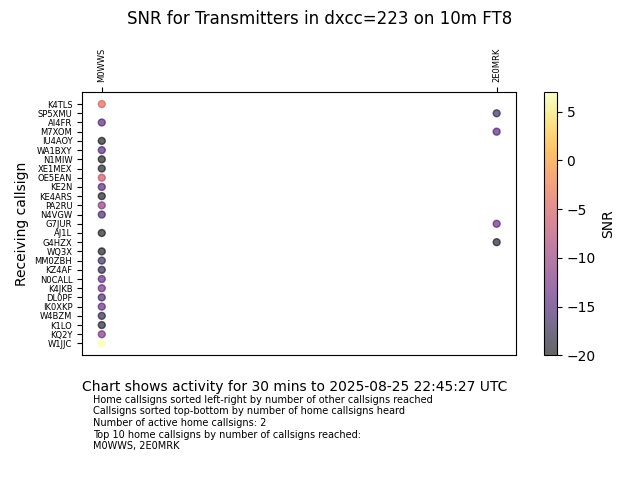 SNR for Transmitters in dxcc=223 on 10m FT8
M0WWS
2E0MRK
K4TLS
SP5XMU
AI4FR
M7XOM
IU4AOY
WA1BXY
N1MIW
XE1MEX
OE5EAN
KE2N
KE4ARS
PA2RU
N4VGW
G7JUR
AJ1L
G4HZX
WQ3X
MM0ZBH
KZ4AF
N0CALL
K4JKB
DL0PF
IK0XKP
W4BZM
K1LO
KQ2Y
W1JJC
Receiving callsign
5
0
−5
−10
−15
−20
SNR
Chart shows activity for 30 mins to 2025-08-25 22:45:27 UTC
Home callsigns sorted left-right by number of other callsigns reached
Callsigns sorted top-bottom by number of home callsigns heard
Number of active home callsigns: 2
Top 10 home callsigns by number of callsigns reached:
M0WWS, 2E0MRK